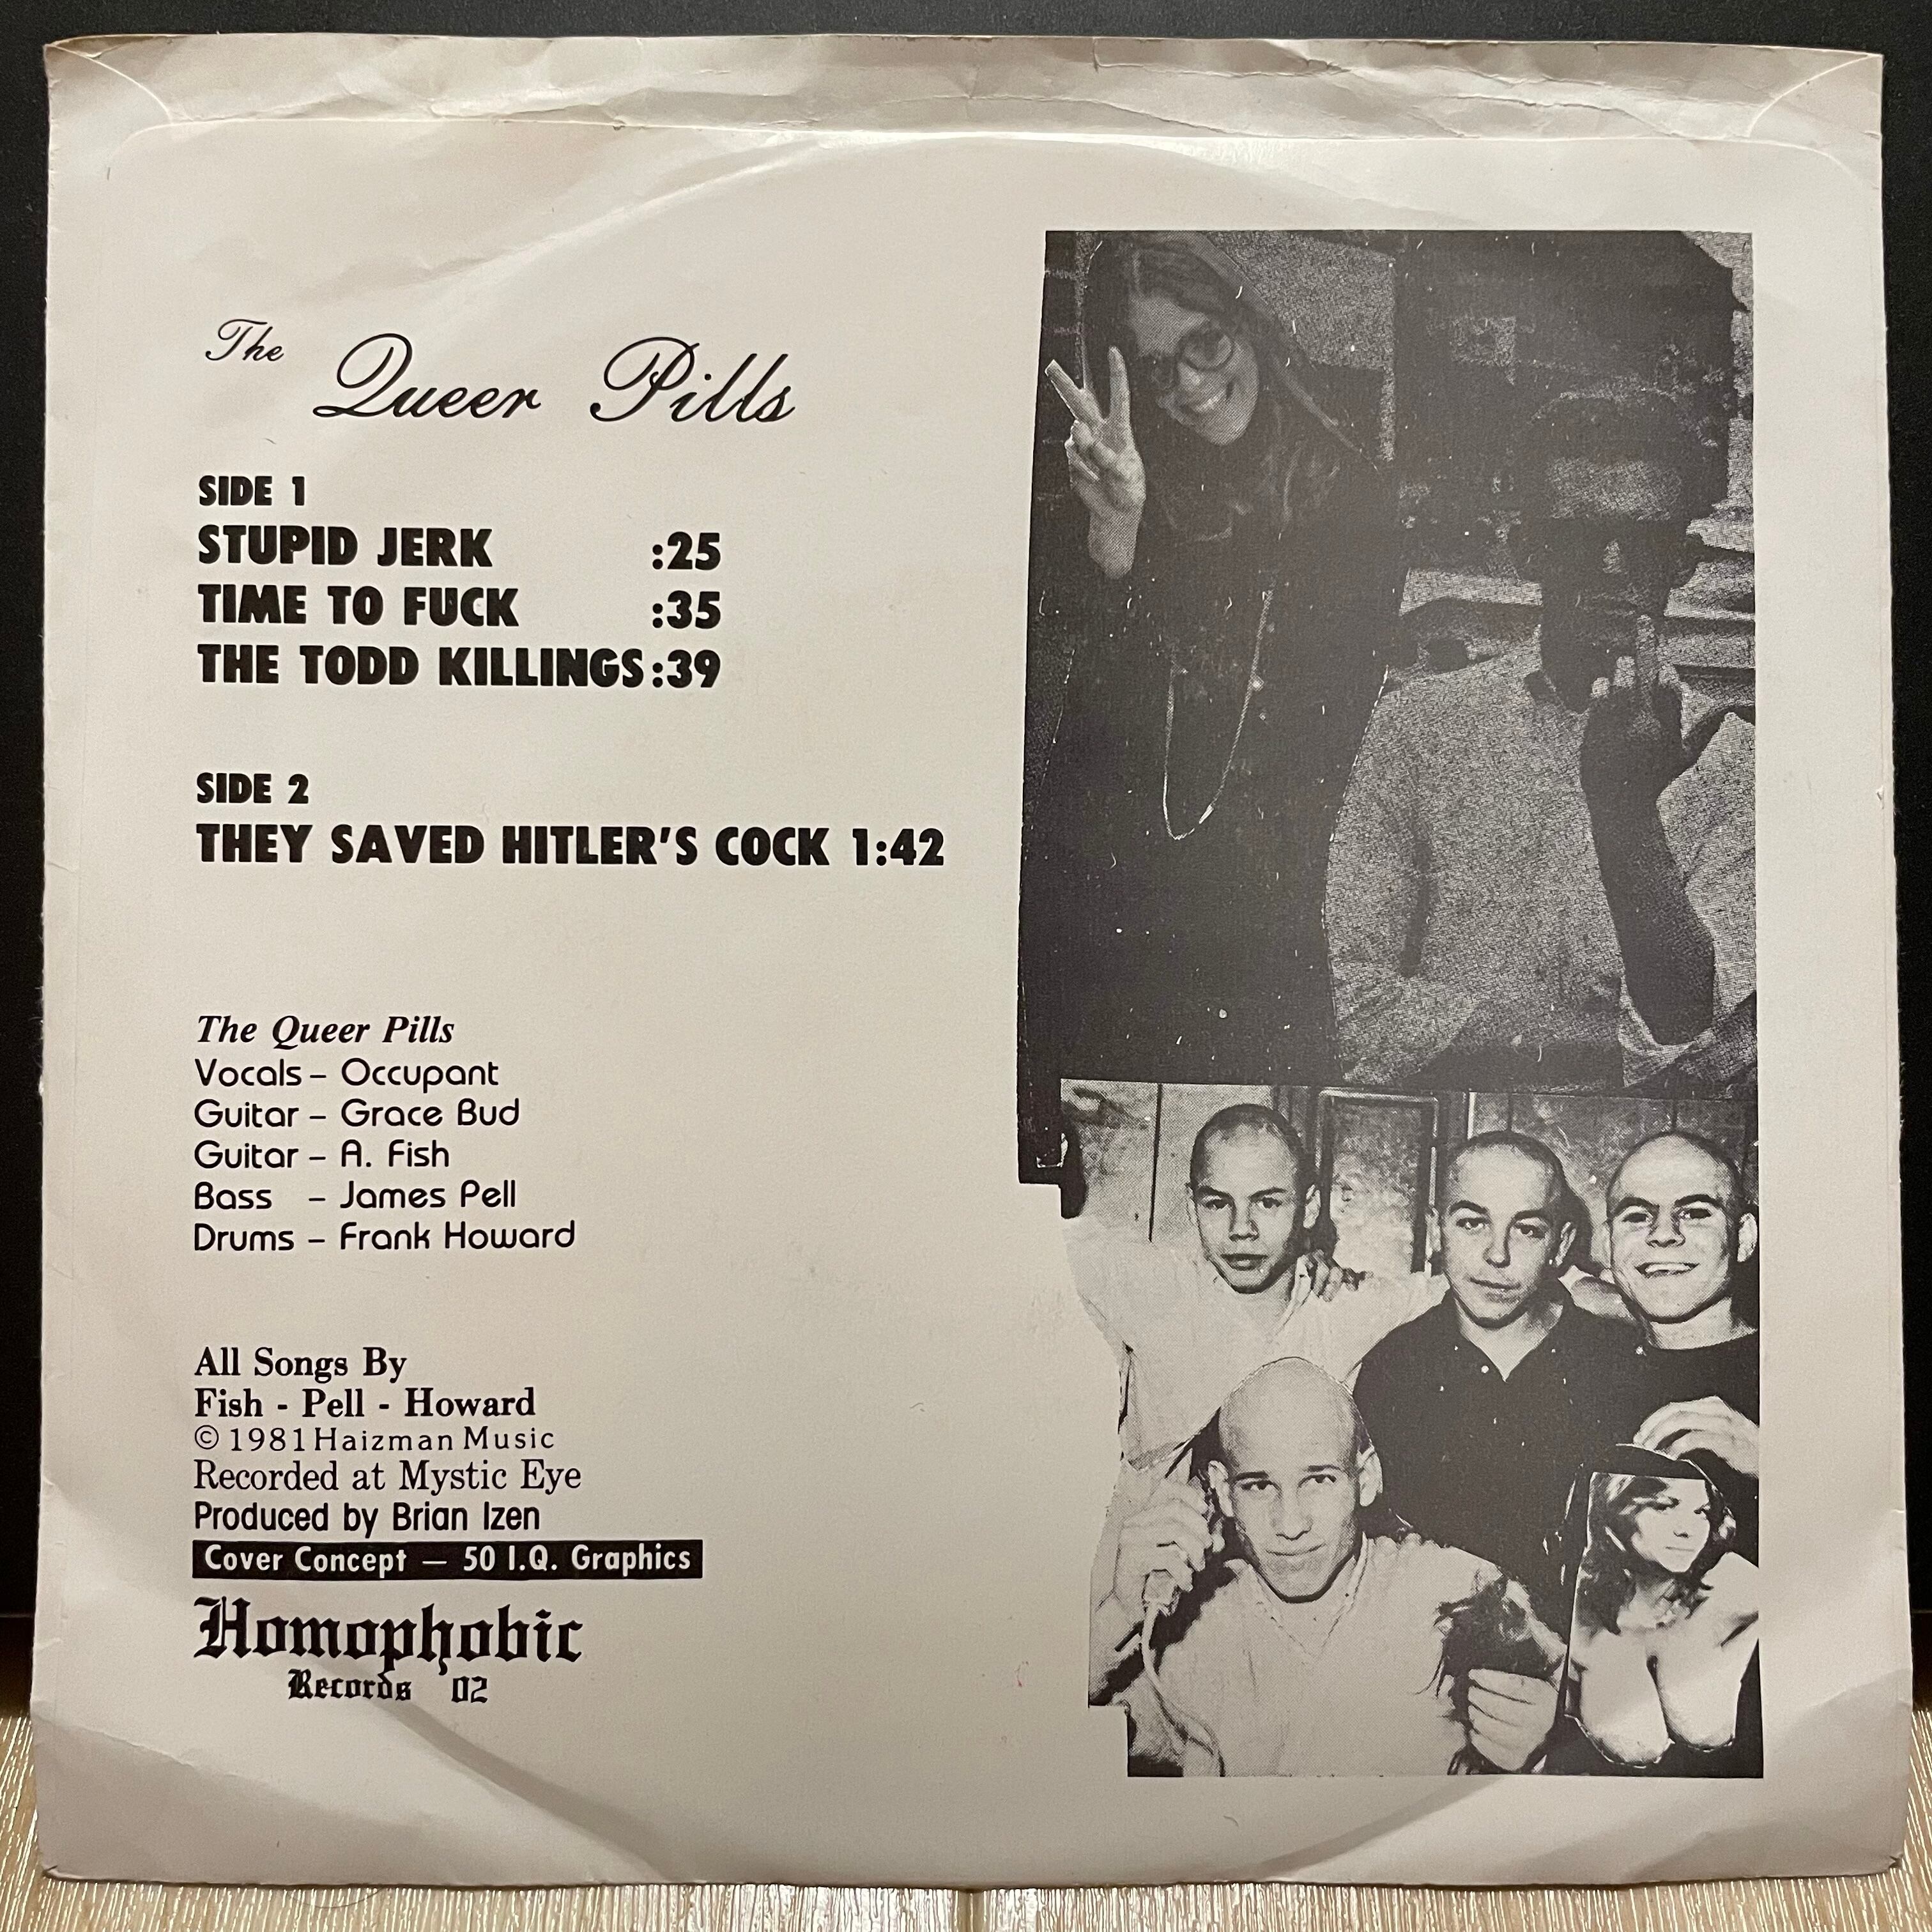 The Queer Pills
SIDE 1
STUPID JERK :25
TIME TO FUCK :35
THE TODD KILLINGS :39
SIDE 2
THEY SAVED HITLER'S COCK 1:42
The Queer Pills
Vocals – Occupant
Guitar – Grace Bud
Guitar – A. Fish
Bass – James Pell
Drums – Frank Howard
All Songs By
Fish - Pell - Howard
© 1981 Haizman Music
Recorded at Mystic Eye
Produced by Brian Izen
Cover Concept — 50 I.Q. Graphics
Homophobic
Records 02